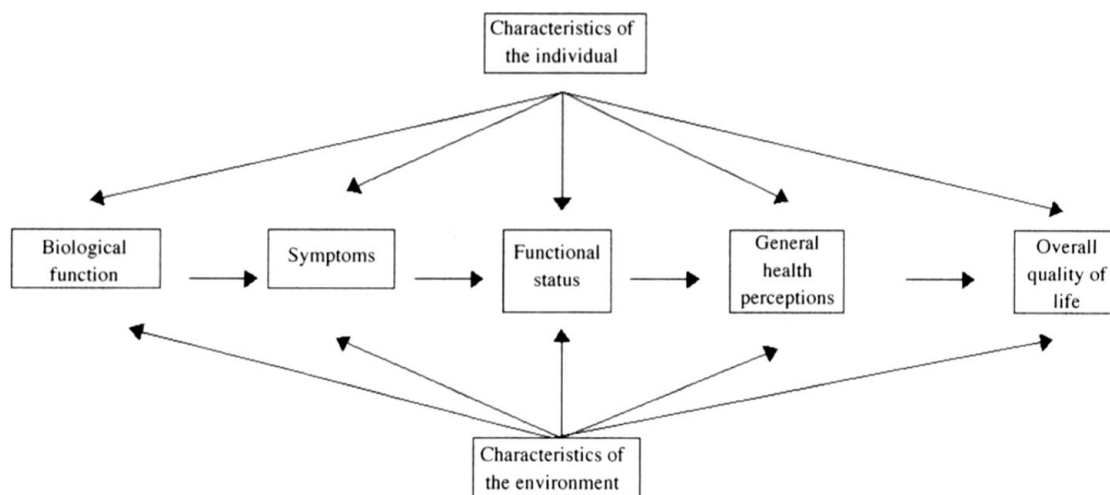 Characteristics of
the individual
Biological
function
Symptoms
Functional
status
General
health
perceptions
Overall
quality of
life
Characteristics of
the environment